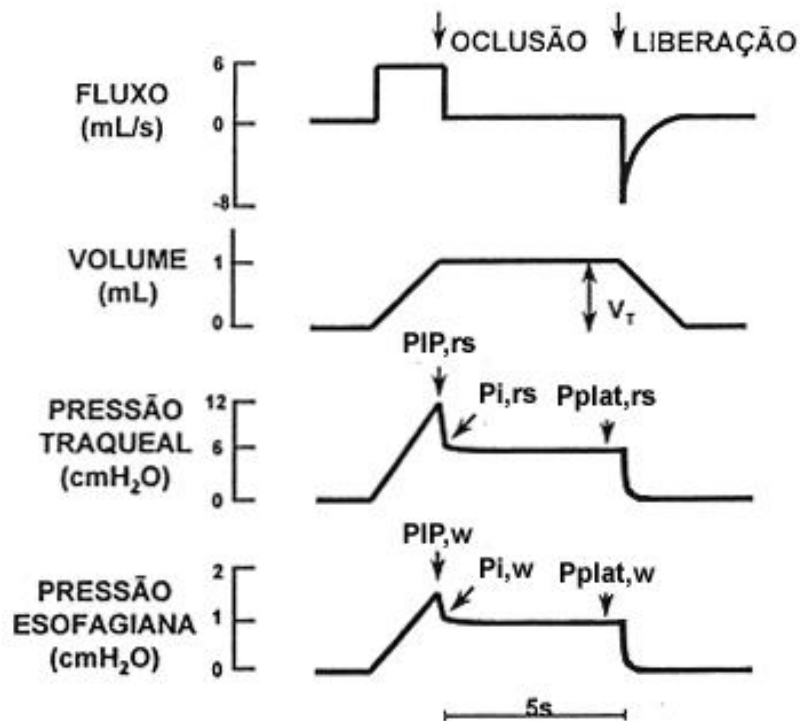 OCLUSÃO LIBERAÇÃO
FLUXO
(mL/s)
6
0
-8
VOLUME
(mL)
1
0
V_T
PIP,rs
Pi,rs
Pplat,rs
PRESSÃO
TRAQUEAL
(cmH₂O)
12
6
0
PIP,w
Pi,w
Pplat,w
PRESSÃO
ESOFAGIANA
(cmH₂O)
2
1
0
5s